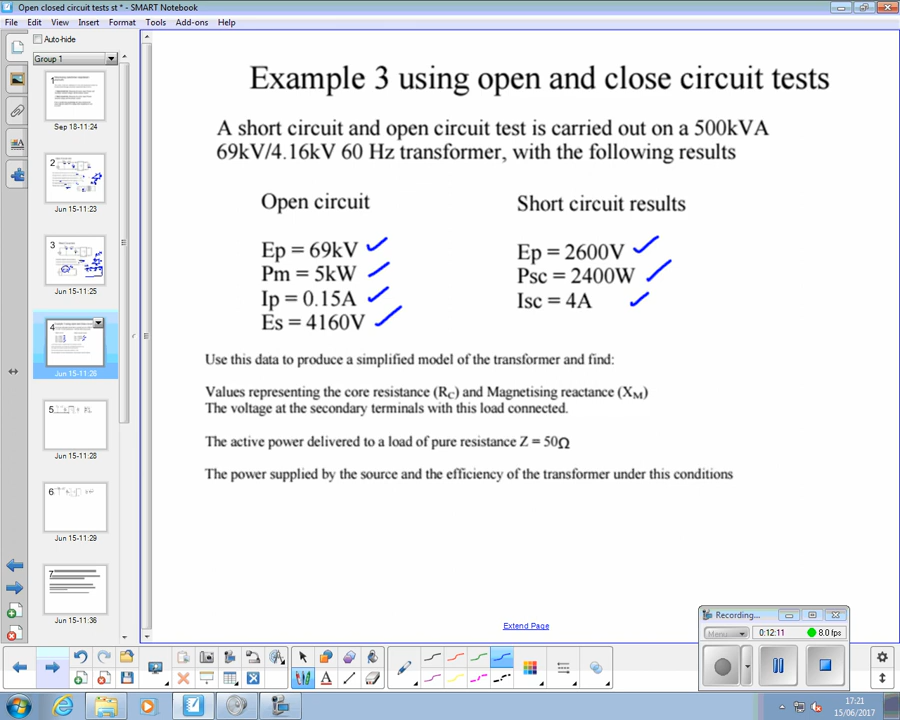 Open closed circuit tests st * - SMART Notebook
File Edit View Insert Format Tools Add-ons Help
Auto-hide
Group 1
1
Sep 18-11:24
2
Jun 15-11:23
3
Jun 15-11:25
4
Jun 15-11:26
5
Jun 15-11:28
6
Jun 15-11:29
7
Jun 15-11:36
Example 3 using open and close circuit tests
A short circuit and open circuit test is carried out on a 500kVA
69kV/4.16kV 60 Hz transformer, with the following results
Open circuit
Ep = 69kV
Pm = 5kW
Ip = 0.15A
Es = 4160V
Short circuit results
Ep = 2600V
Psc = 2400W
Isc = 4A
Use this data to produce a simplified model of the transformer and find:
Values representing the core resistance (RC) and Magnetising reactance (XM)
The voltage at the secondary terminals with this load connected.
The active power delivered to a load of pure resistance Z = 50Ω
The power supplied by the source and the efficiency of the transformer under this conditions
Extend Page
Recording...
Menu
0:12:11
8.0 fps
17:21
15/06/2017